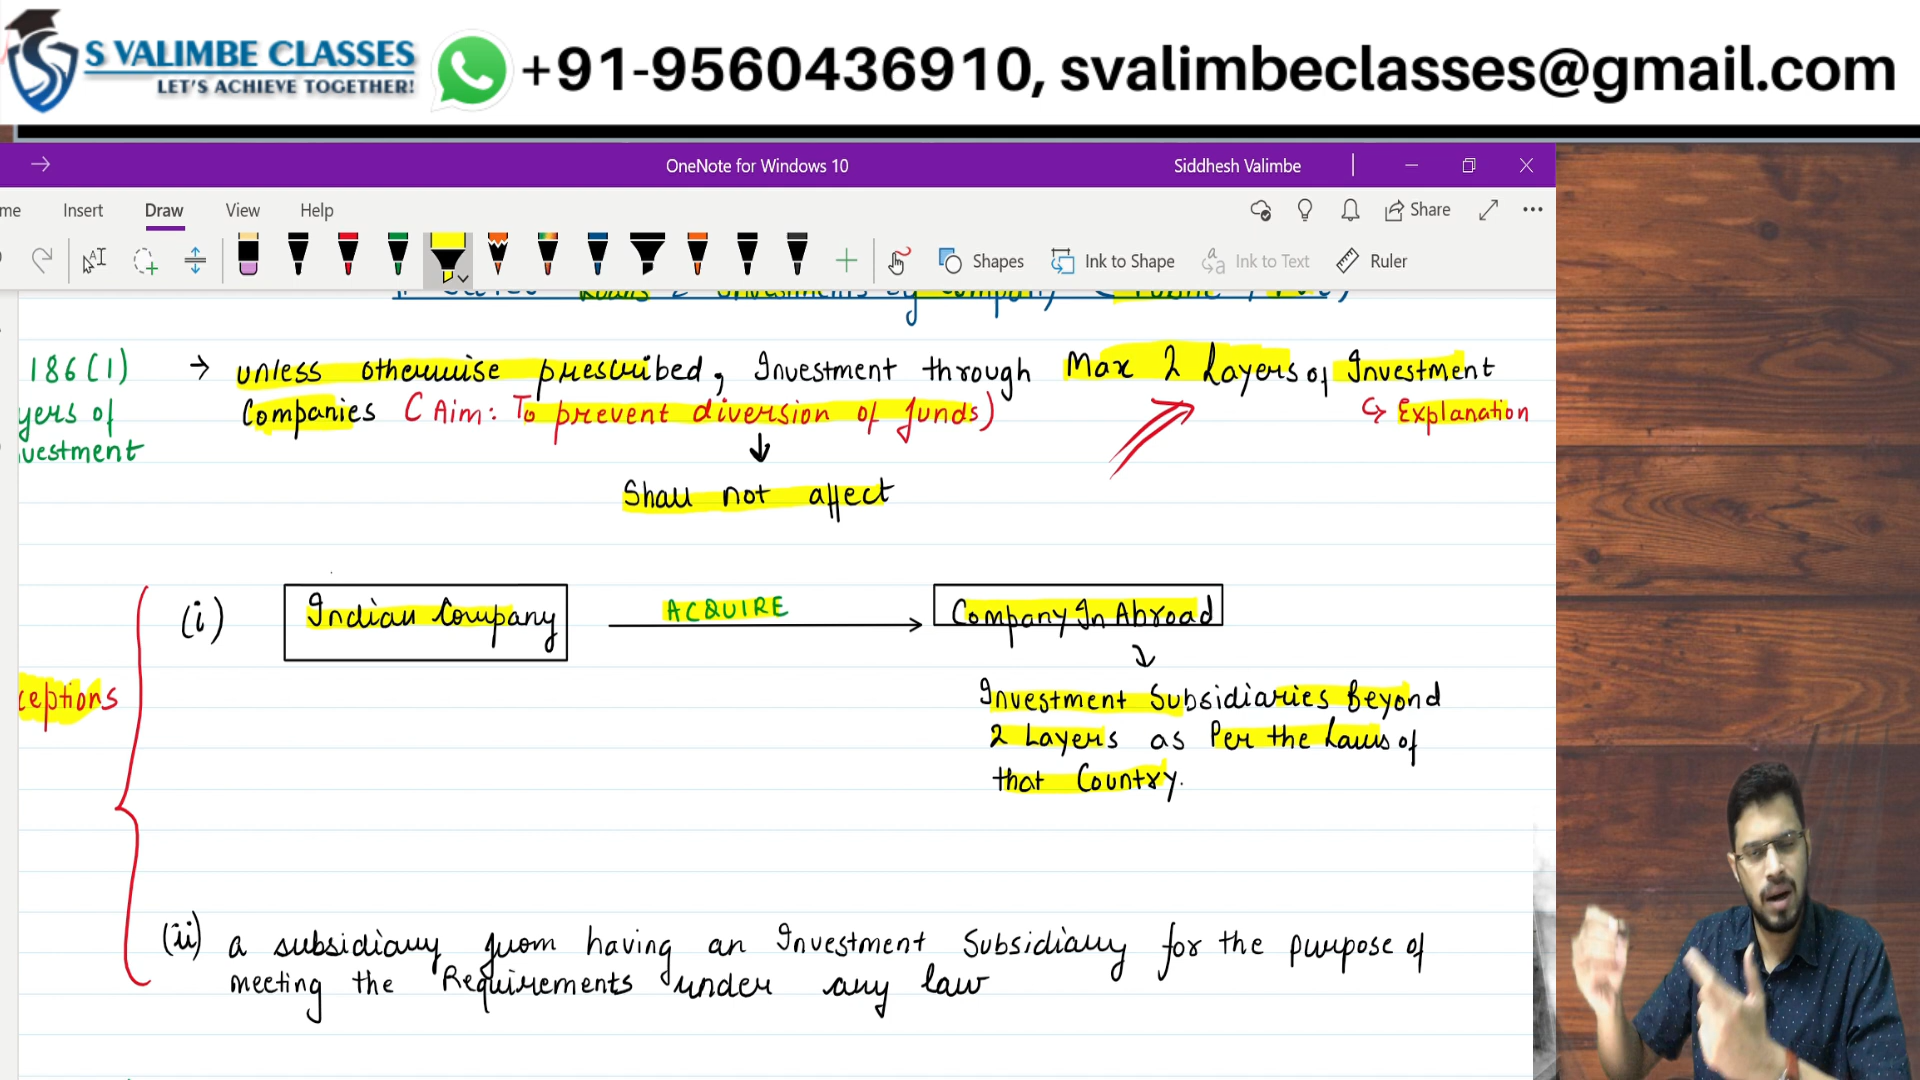 S VALIMBE CLASSES
LET'S ACHIEVE TOGETHER!
+91-9560436910, svalimbeclasses@gmail.com
OneNote for Windows 10
Siddhesh Valimbe
me Insert Draw View Help
Share
Shapes Ink to Shape Ink to Text Ruler
186(1) → unless otherwise prescribed, Investment through Max 2 Layers of Investment
yers of Companies (Aim: To prevent diversion of funds) ↳ Explanation
vestment
Shall not affect
(i) Indian Company ACQUIRE Company In Abroad
ceptions Investment Subsidiaries Beyond
2 Layers as Per the Laws of
that Country.
(ii) a subsidiary from having an Investment Subsidiary for the purpose of
meeting the Requirements under any law